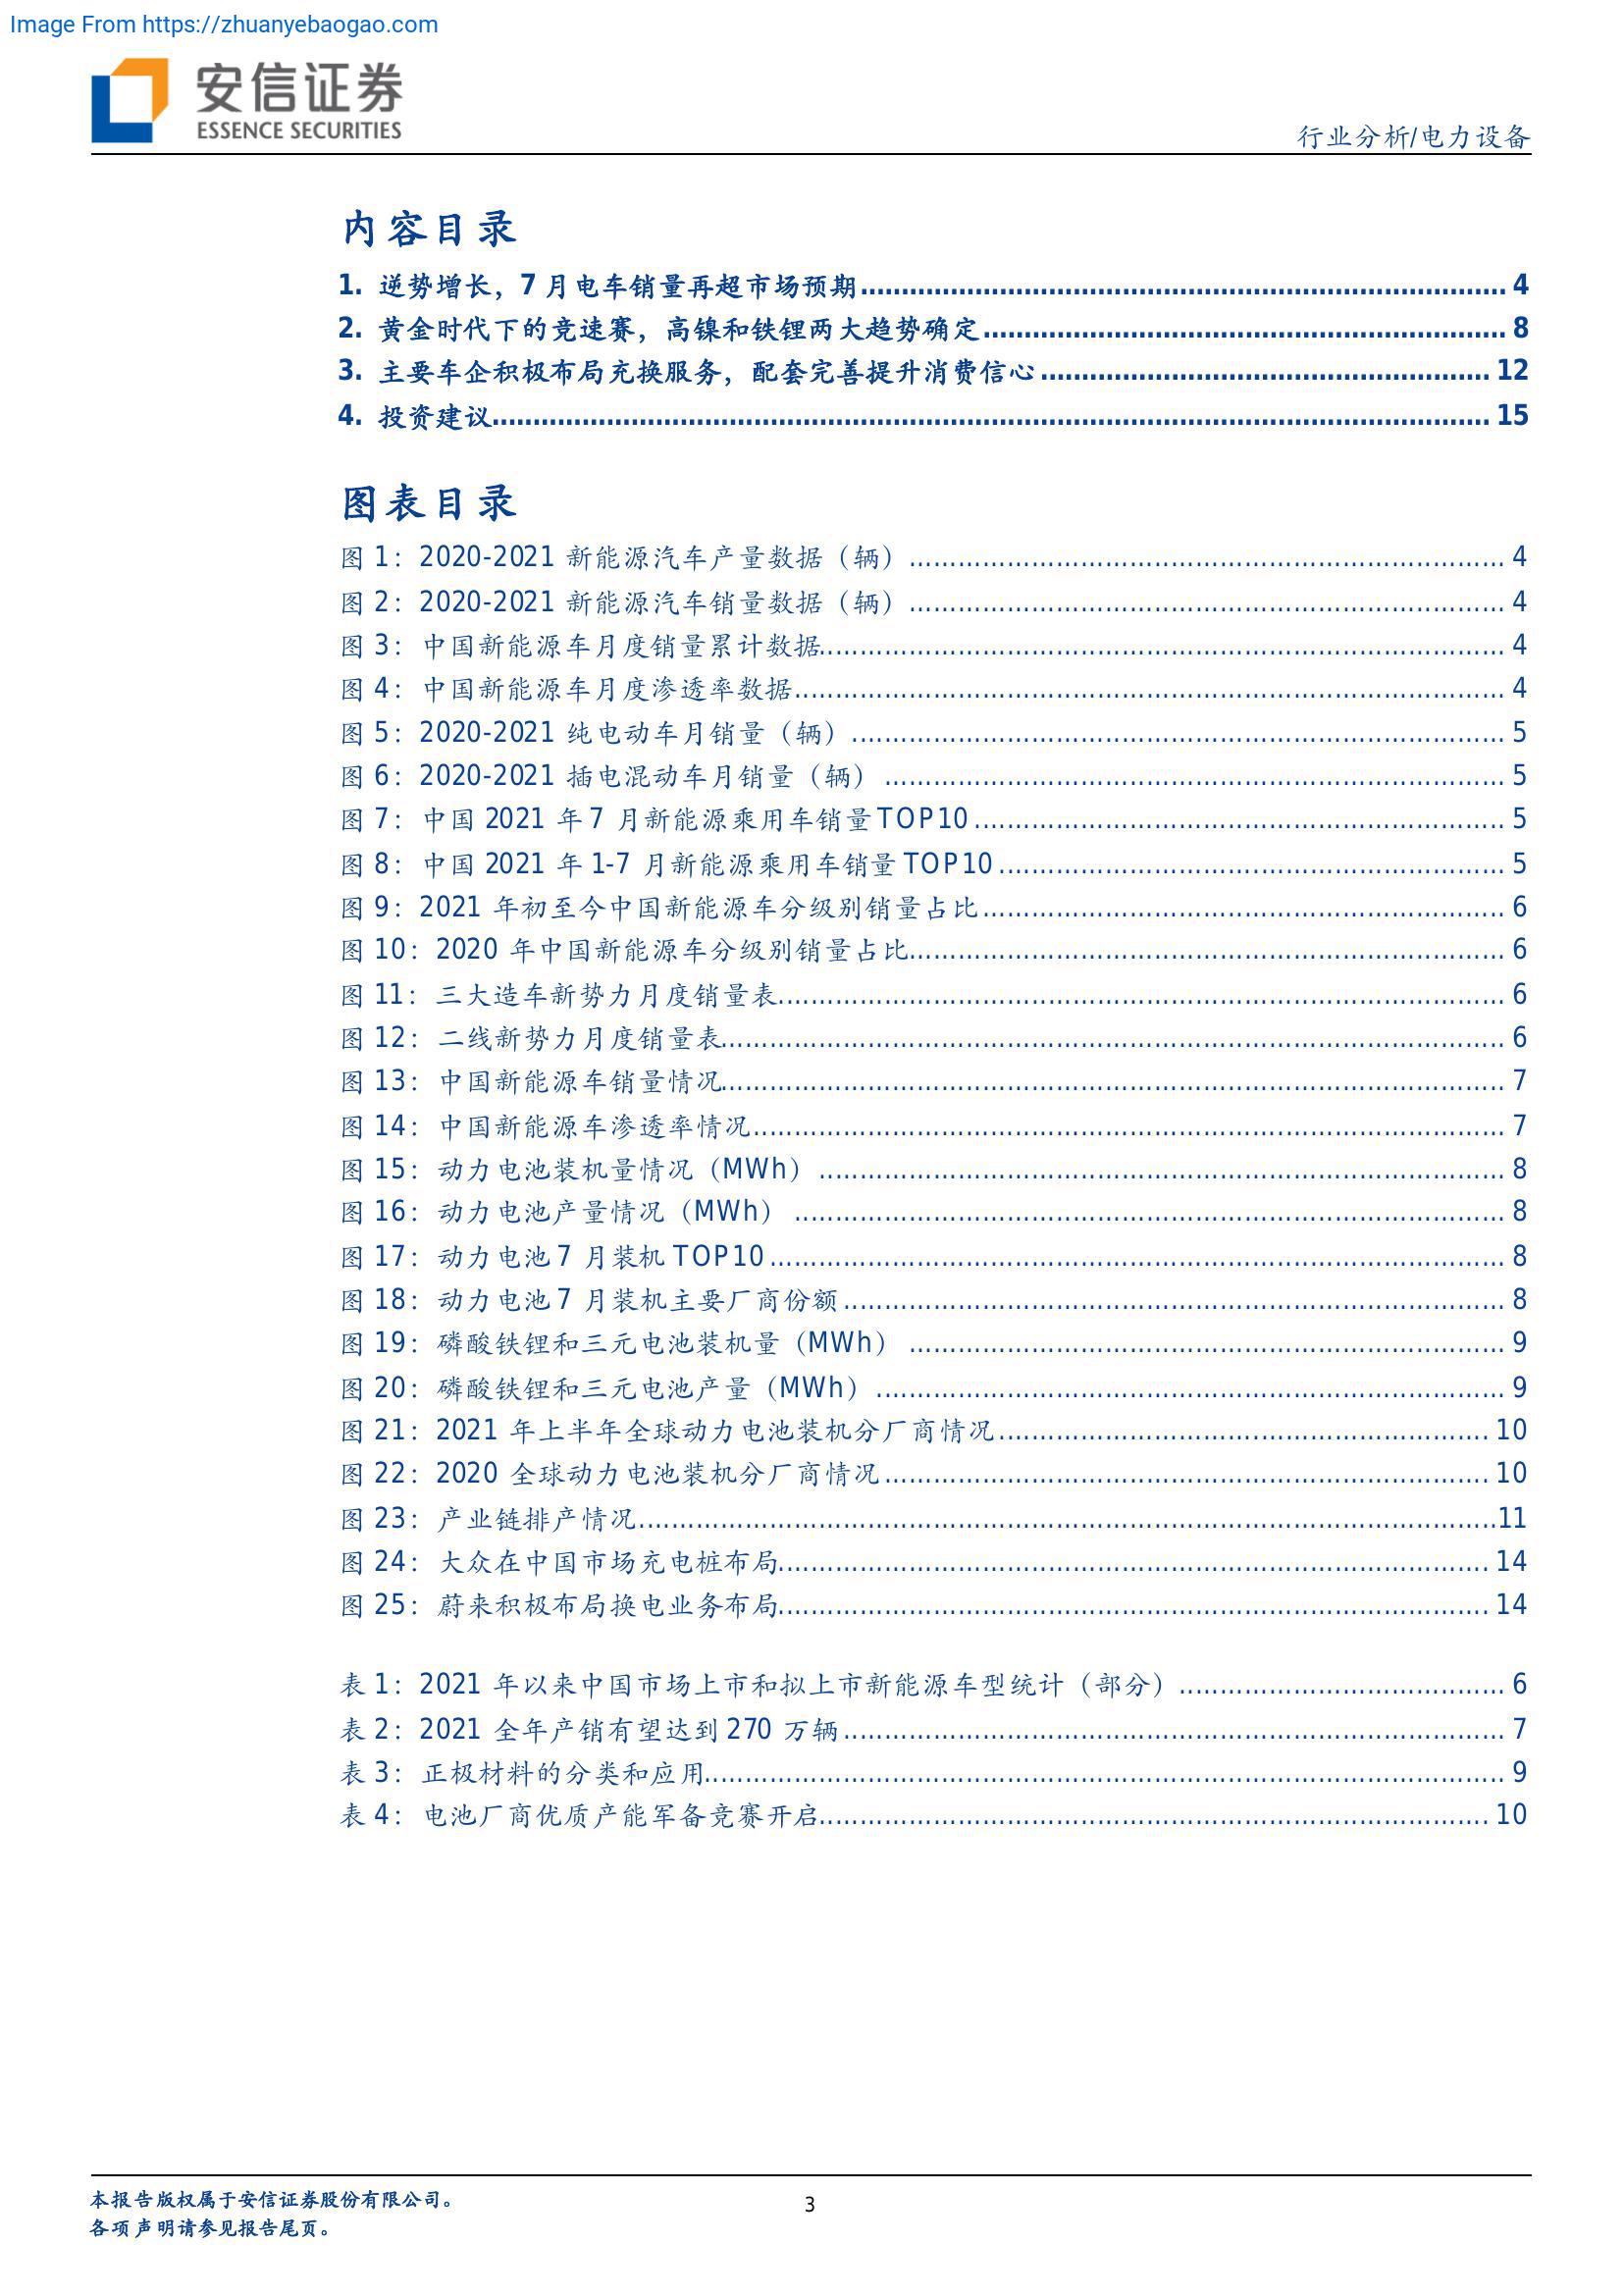 Image From https://zhuanyebaogao.com
安信证券
ESSENCE SECURITIES
行业分析/电力设备
内容目录
1. 逆势增长，7 月电车销量再超市场预期 4
2. 黄金时代下的竞速赛，高镍和铁锂两大趋势确定 8
3. 主要车企积极布局充换服务，配套完善提升消费信心 12
4. 投资建议 15
图表目录
图 1：2020-2021 新能源汽车产量数据（辆） 4
图 2：2020-2021 新能源汽车销量数据（辆） 4
图 3：中国新能源车月度销量累计数据 4
图 4：中国新能源车月度渗透率数据 4
图 5：2020-2021 纯电动车月销量（辆） 5
图 6：2020-2021 插电混动车月销量（辆） 5
图 7：中国 2021 年 7 月新能源乘用车销量 TOP10 5
图 8：中国 2021 年 1-7 月新能源乘用车销量 TOP10 5
图 9：2021 年初至今中国新能源车分级别销量占比 6
图 10：2020 年中国新能源车分级别销量占比 6
图 11：三大造车新势力月度销量表 6
图 12：二线新势力月度销量表 6
图 13：中国新能源车销量情况 7
图 14：中国新能源车渗透率情况 7
图 15：动力电池装机量情况（MWh） 8
图 16：动力电池产量情况（MWh） 8
图 17：动力电池 7 月装机 TOP10 8
图 18：动力电池 7 月装机主要厂商份额 8
图 19：磷酸铁锂和三元电池装机量（MWh） 9
图 20：磷酸铁锂和三元电池产量（MWh） 9
图 21：2021 年上半年全球动力电池装机分厂商情况 10
图 22：2020 全球动力电池装机分厂商情况 10
图 23：产业链排产情况 11
图 24：大众在中国市场充电桩布局 14
图 25：蔚来积极布局换电业务布局 14
表 1：2021 年以来中国市场上市和拟上市新能源车型统计（部分） 6
表 2：2021 全年产销有望达到 270 万辆 7
表 3：正极材料的分类和应用 9
表 4：电池厂商优质产能军备竞赛开启 10
本报告版权属于安信证券股份有限公司。
各项声明请参见报告尾页。
3